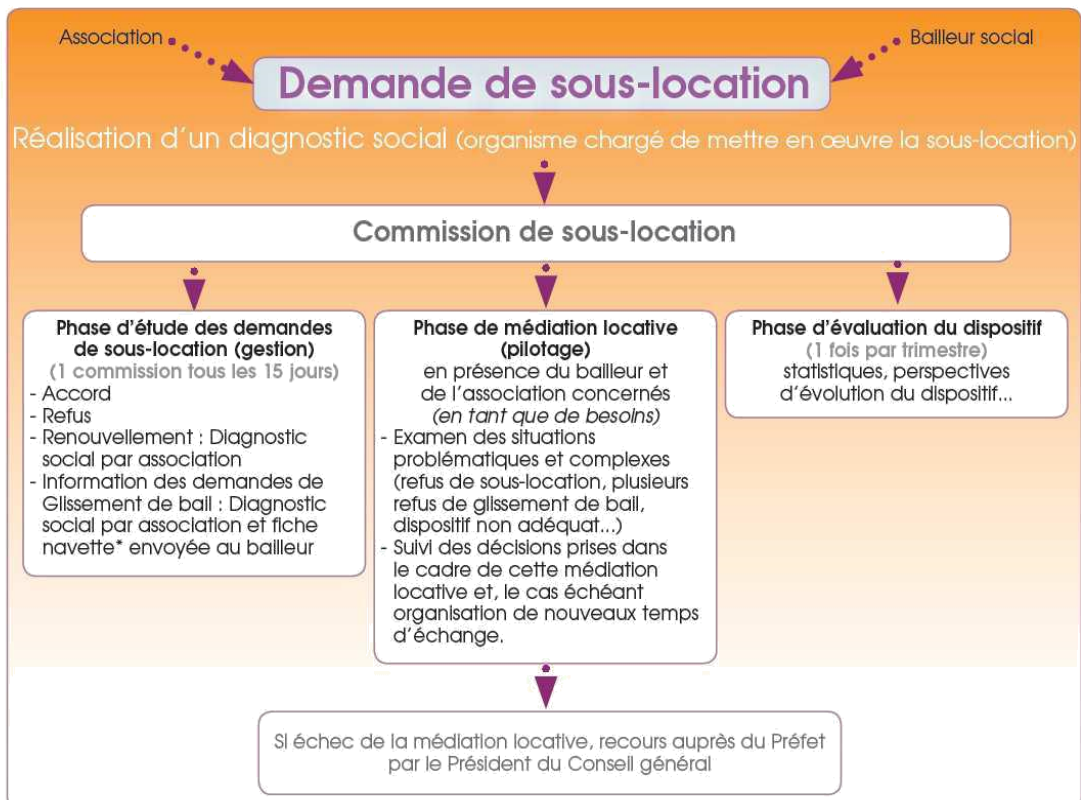 Association
Bailleur social
Demande de sous-location
Réalisation d'un diagnostic social (organisme chargé de mettre en œuvre la sous-location)
Commission de sous-location
Phase d'étude des demandes
de sous-location (gestion)
(1 commission tous les 15 jours)
- Accord
- Refus
- Renouvellement : Diagnostic
social par association
- Information des demandes de
Glissement de bail : Diagnostic
social par association et fiche
navette* envoyée au bailleur
Phase de médiation locative
(pilotage)
en présence du bailleur et
de l'association concernés
(en tant que de besoins)
- Examen des situations
problématiques et complexes
(refus de sous-location, plusieurs
refus de glissement de bail,
dispositif non adéquat...)
- Suivi des décisions prises dans
le cadre de cette médiation
locative et, le cas échéant
organisation de nouveaux temps
d'échange.
Phase d'évaluation du dispositif
(1 fois par trimestre)
statistiques, perspectives
d'évolution du dispositif...
Si échec de la médiation locative, recours auprès du Préfet
par le Président du Conseil général